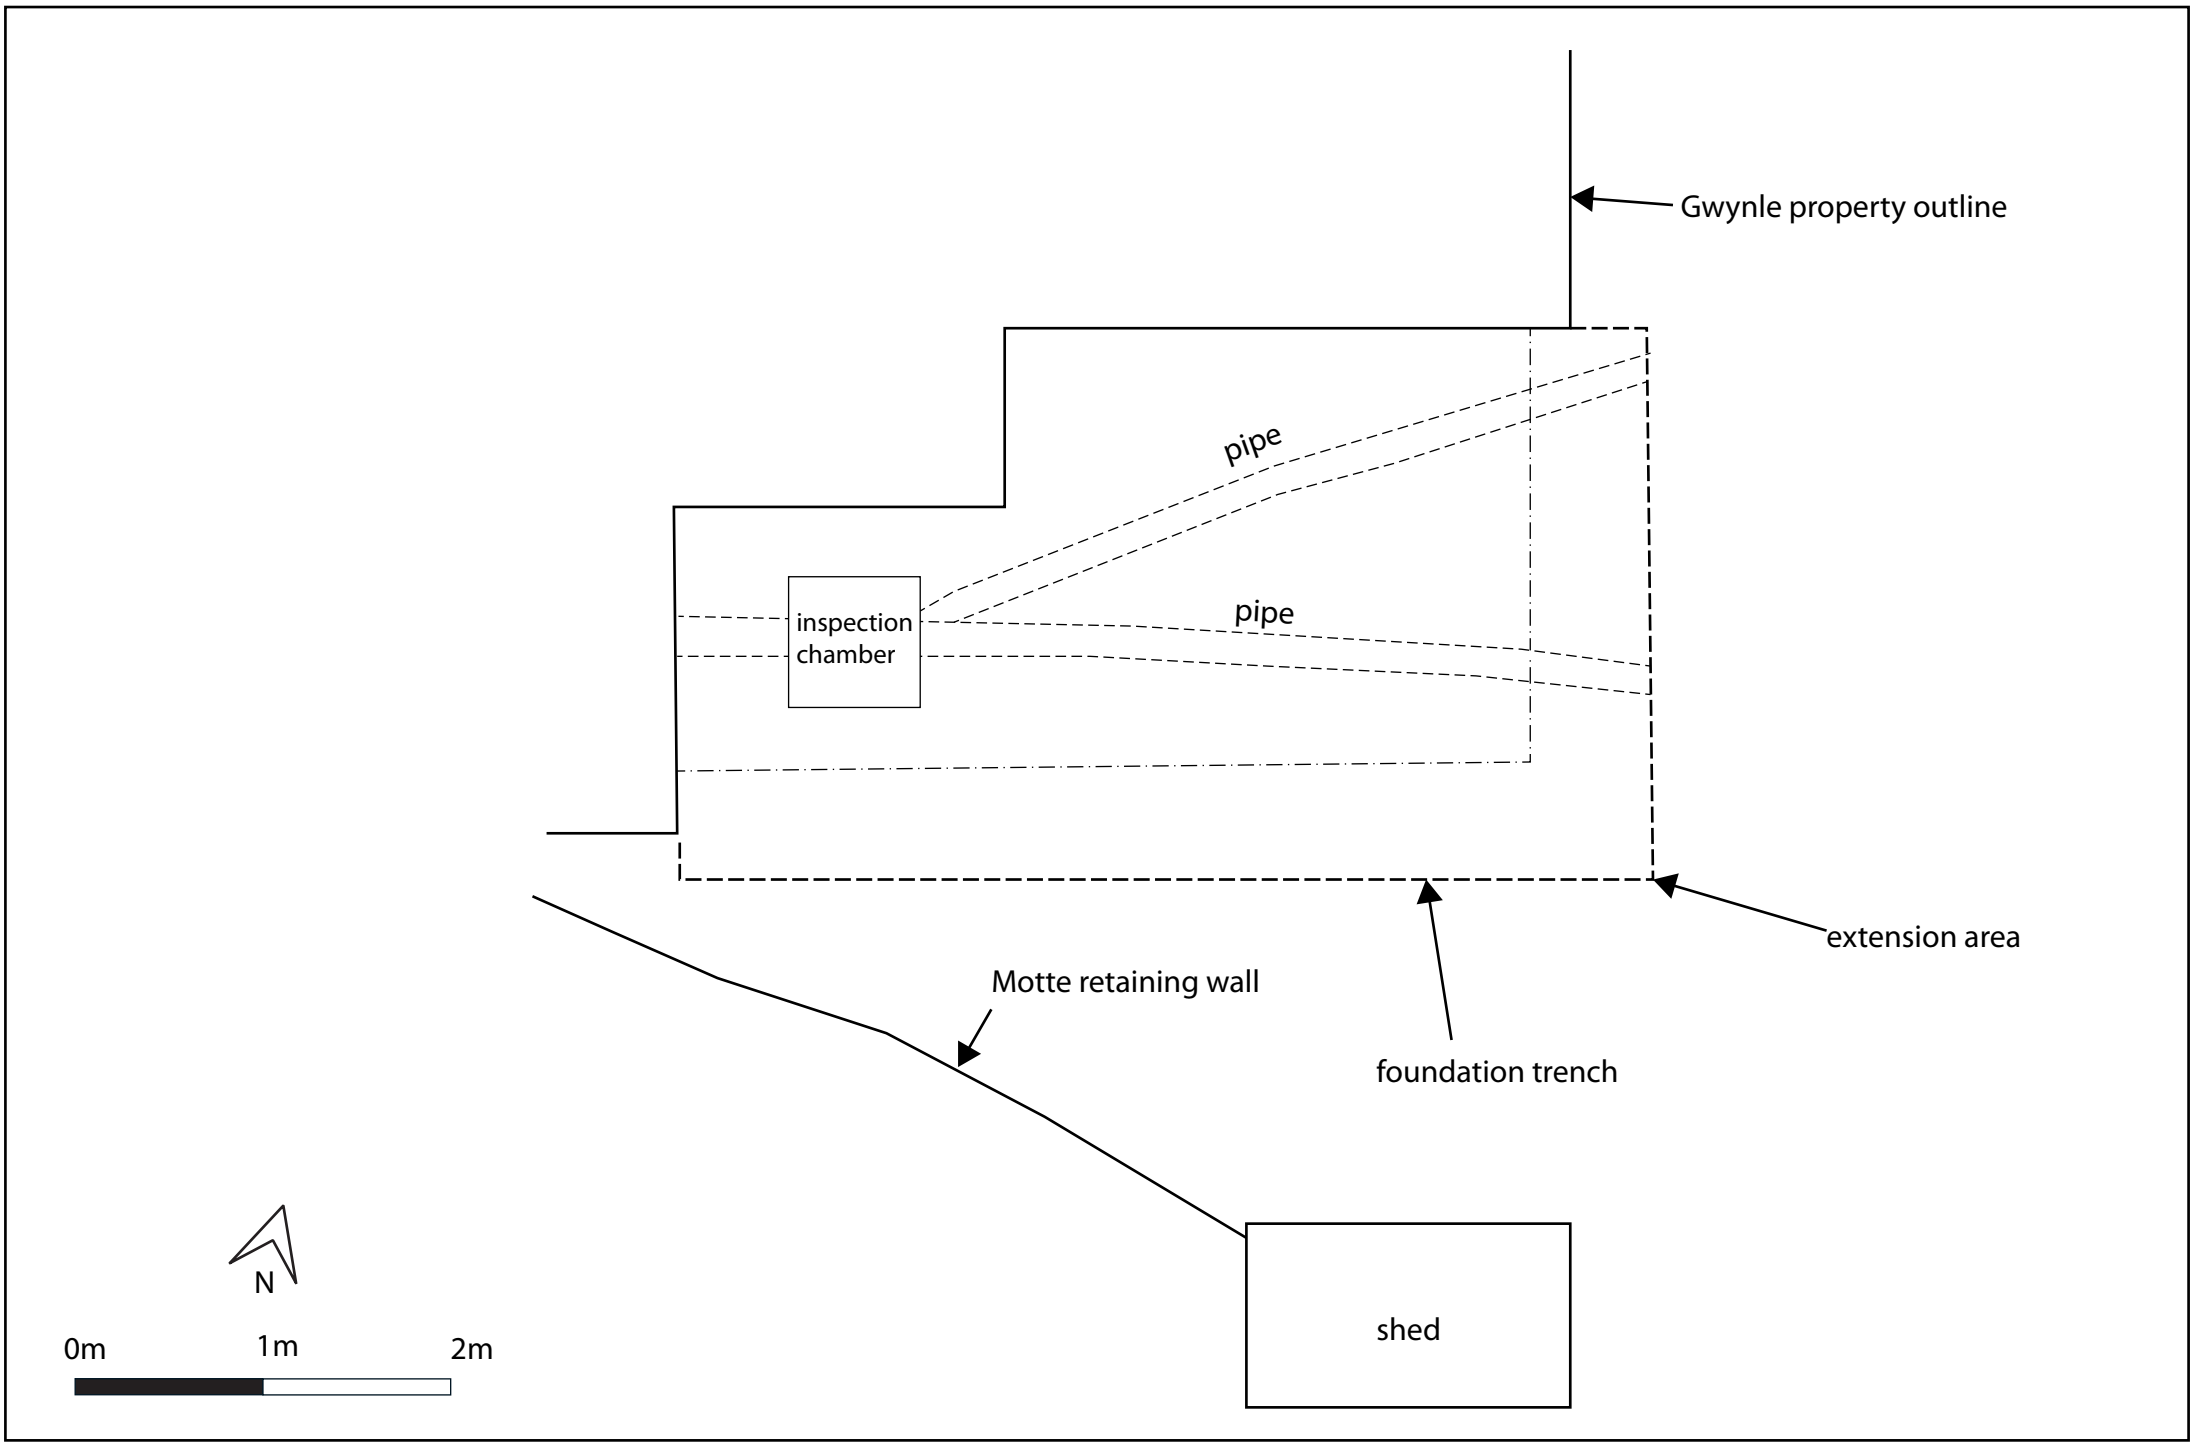 Gwynle property outline
pipe
pipe
inspection
chamber
extension area
Motte retaining wall
foundation trench
shed
N
0m 1m 2m